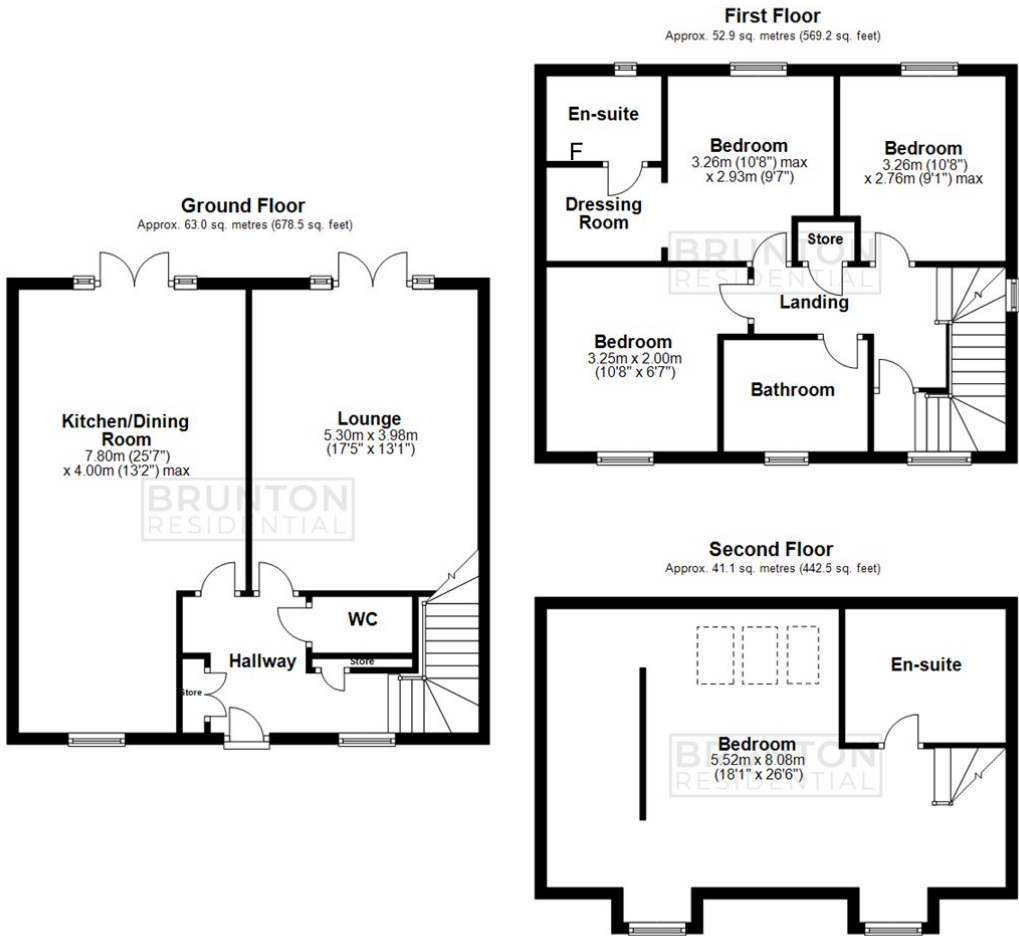 First Floor
Approx. 52.9 sq. metres (569.2 sq. feet)
En-suite
F
Bedroom
3.26m (10'8") max
x 2.93m (9'7")
Bedroom
3.26m (10'8")
x 2.76m (9'1") max
Dressing
Room
Store
BRUNTON
RESIDENTIAL
Landing
N
Bedroom
3.25m x 2.00m
(10'8" x 6'7")
Bathroom
Ground Floor
Approx. 63.0 sq. metres (678.5 sq. feet)
Kitchen/Dining
Room
7.80m (25'7")
x 4.00m (13'2") max
Lounge
5.30m x 3.98m
(17'5" x 13'1")
BRUNTON
RESIDENTIAL
N
WC
Hallway
Store
Store
Second Floor
Approx. 41.1 sq. metres (442.5 sq. feet)
En-suite
Bedroom
5.52m x 8.08m
(18'1" x 26'6")
BRUNTON
RESIDENTIAL
N